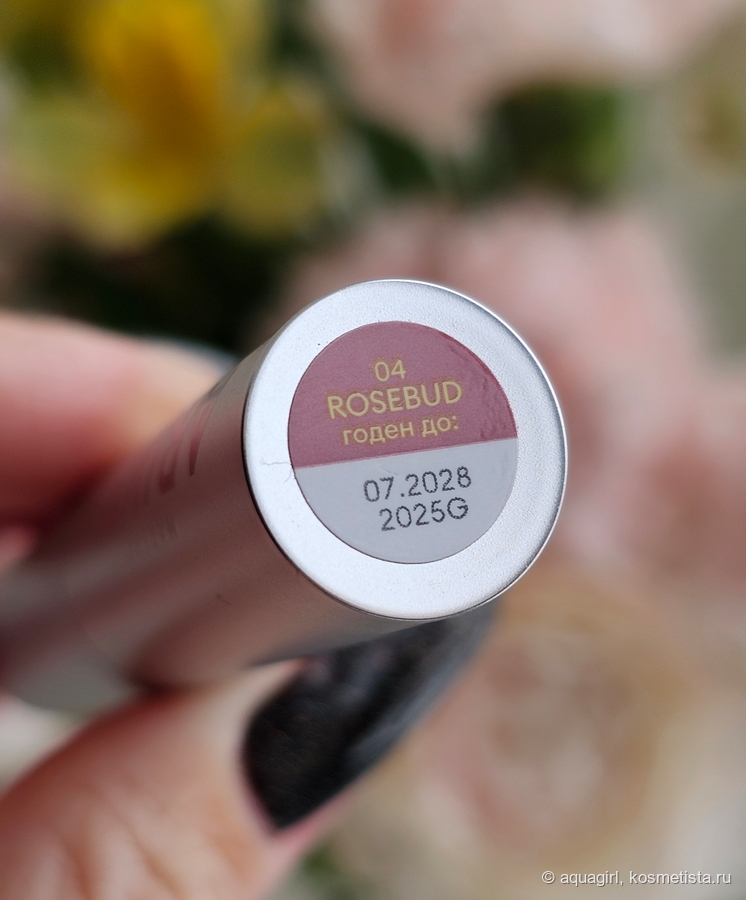 04
ROSEBUD
годен до:
07.2028
2025G
© aquagirl, kosmetista.ru